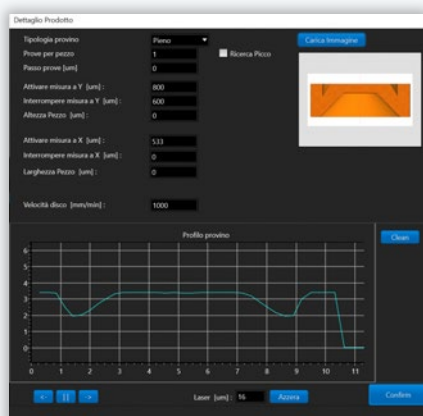 Dettaglio Prodotto
Tipologia provino Pieno Carica Immagine
Prove per pezzo 1 Ricerca Picco
Passo prove [um] 0
Attivare misura a Y [um] : 800
Interrompere misura a Y [um] : 600
Altezza Pezzo [um] : 0
Attivare misura a X [um] : 533
Interrompere misura a X [um] : 0
Larghezza Pezzo [um] : 0
Velocità disco [mm/min] : 1000
Profilo provino Clean
6
5
4
3
2
1
0
0 1 2 3 4 5 6 7 8 9 10 11
<- || -> Laser [um] : 16 Azzera Confirm